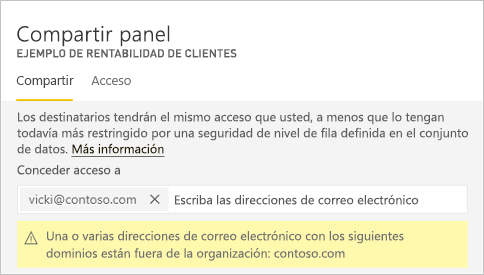 Compartir panel
EJEMPLO DE RENTABILIDAD DE CLIENTES
Compartir Acceso
Los destinatarios tendrán el mismo acceso que usted, a menos que lo tengan
todavía más restringido por una seguridad de nivel de fila definida en el conjunto
de datos. Más información
Conceder acceso a
vicki@contoso.com Escriba las direcciones de correo electrónico
Una o varias direcciones de correo electrónico con los siguientes
dominios están fuera de la organización: contoso.com